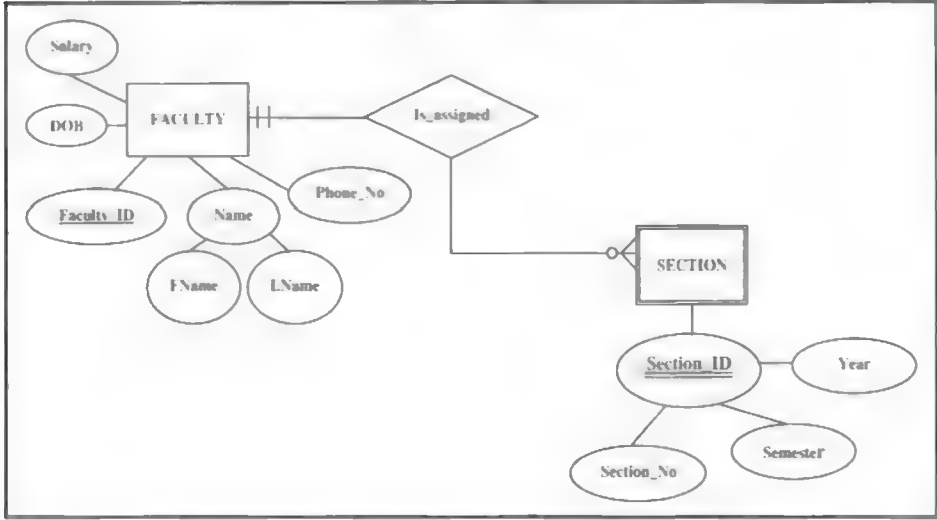 Salary
DOB
FACULTY
Is_assigned
Faculty_ID
Name
Phone_No
FName
LName
SECTION
Section_ID
Year
Section_No
Semester